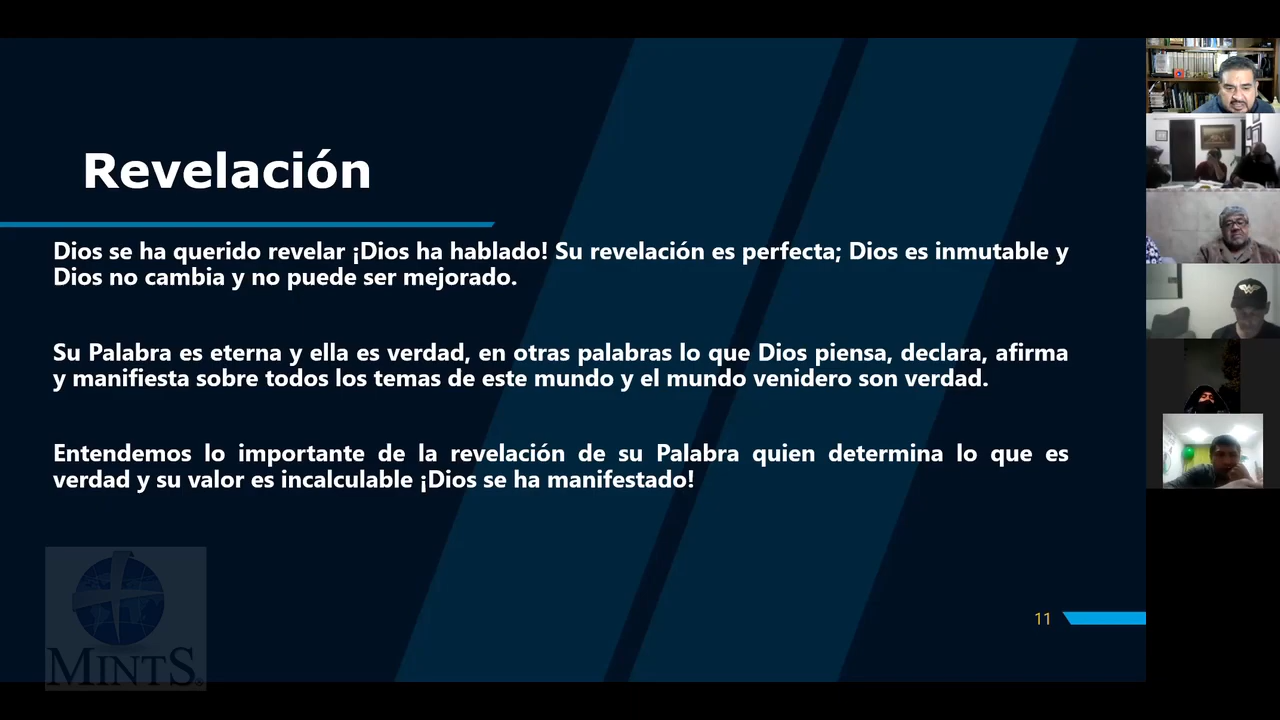 Revelación
Dios se ha querido revelar ¡Dios ha hablado! Su revelación es perfecta; Dios es inmutable y
Dios no cambia y no puede ser mejorado.
Su Palabra es eterna y ella es verdad, en otras palabras lo que Dios piensa, declara, afirma
y manifiesta sobre todos los temas de este mundo y el mundo venidero son verdad.
Entendemos lo importante de la revelación de su Palabra quien determina lo que es
verdad y su valor es incalculable ¡Dios se ha manifestado!
11
MINTS®